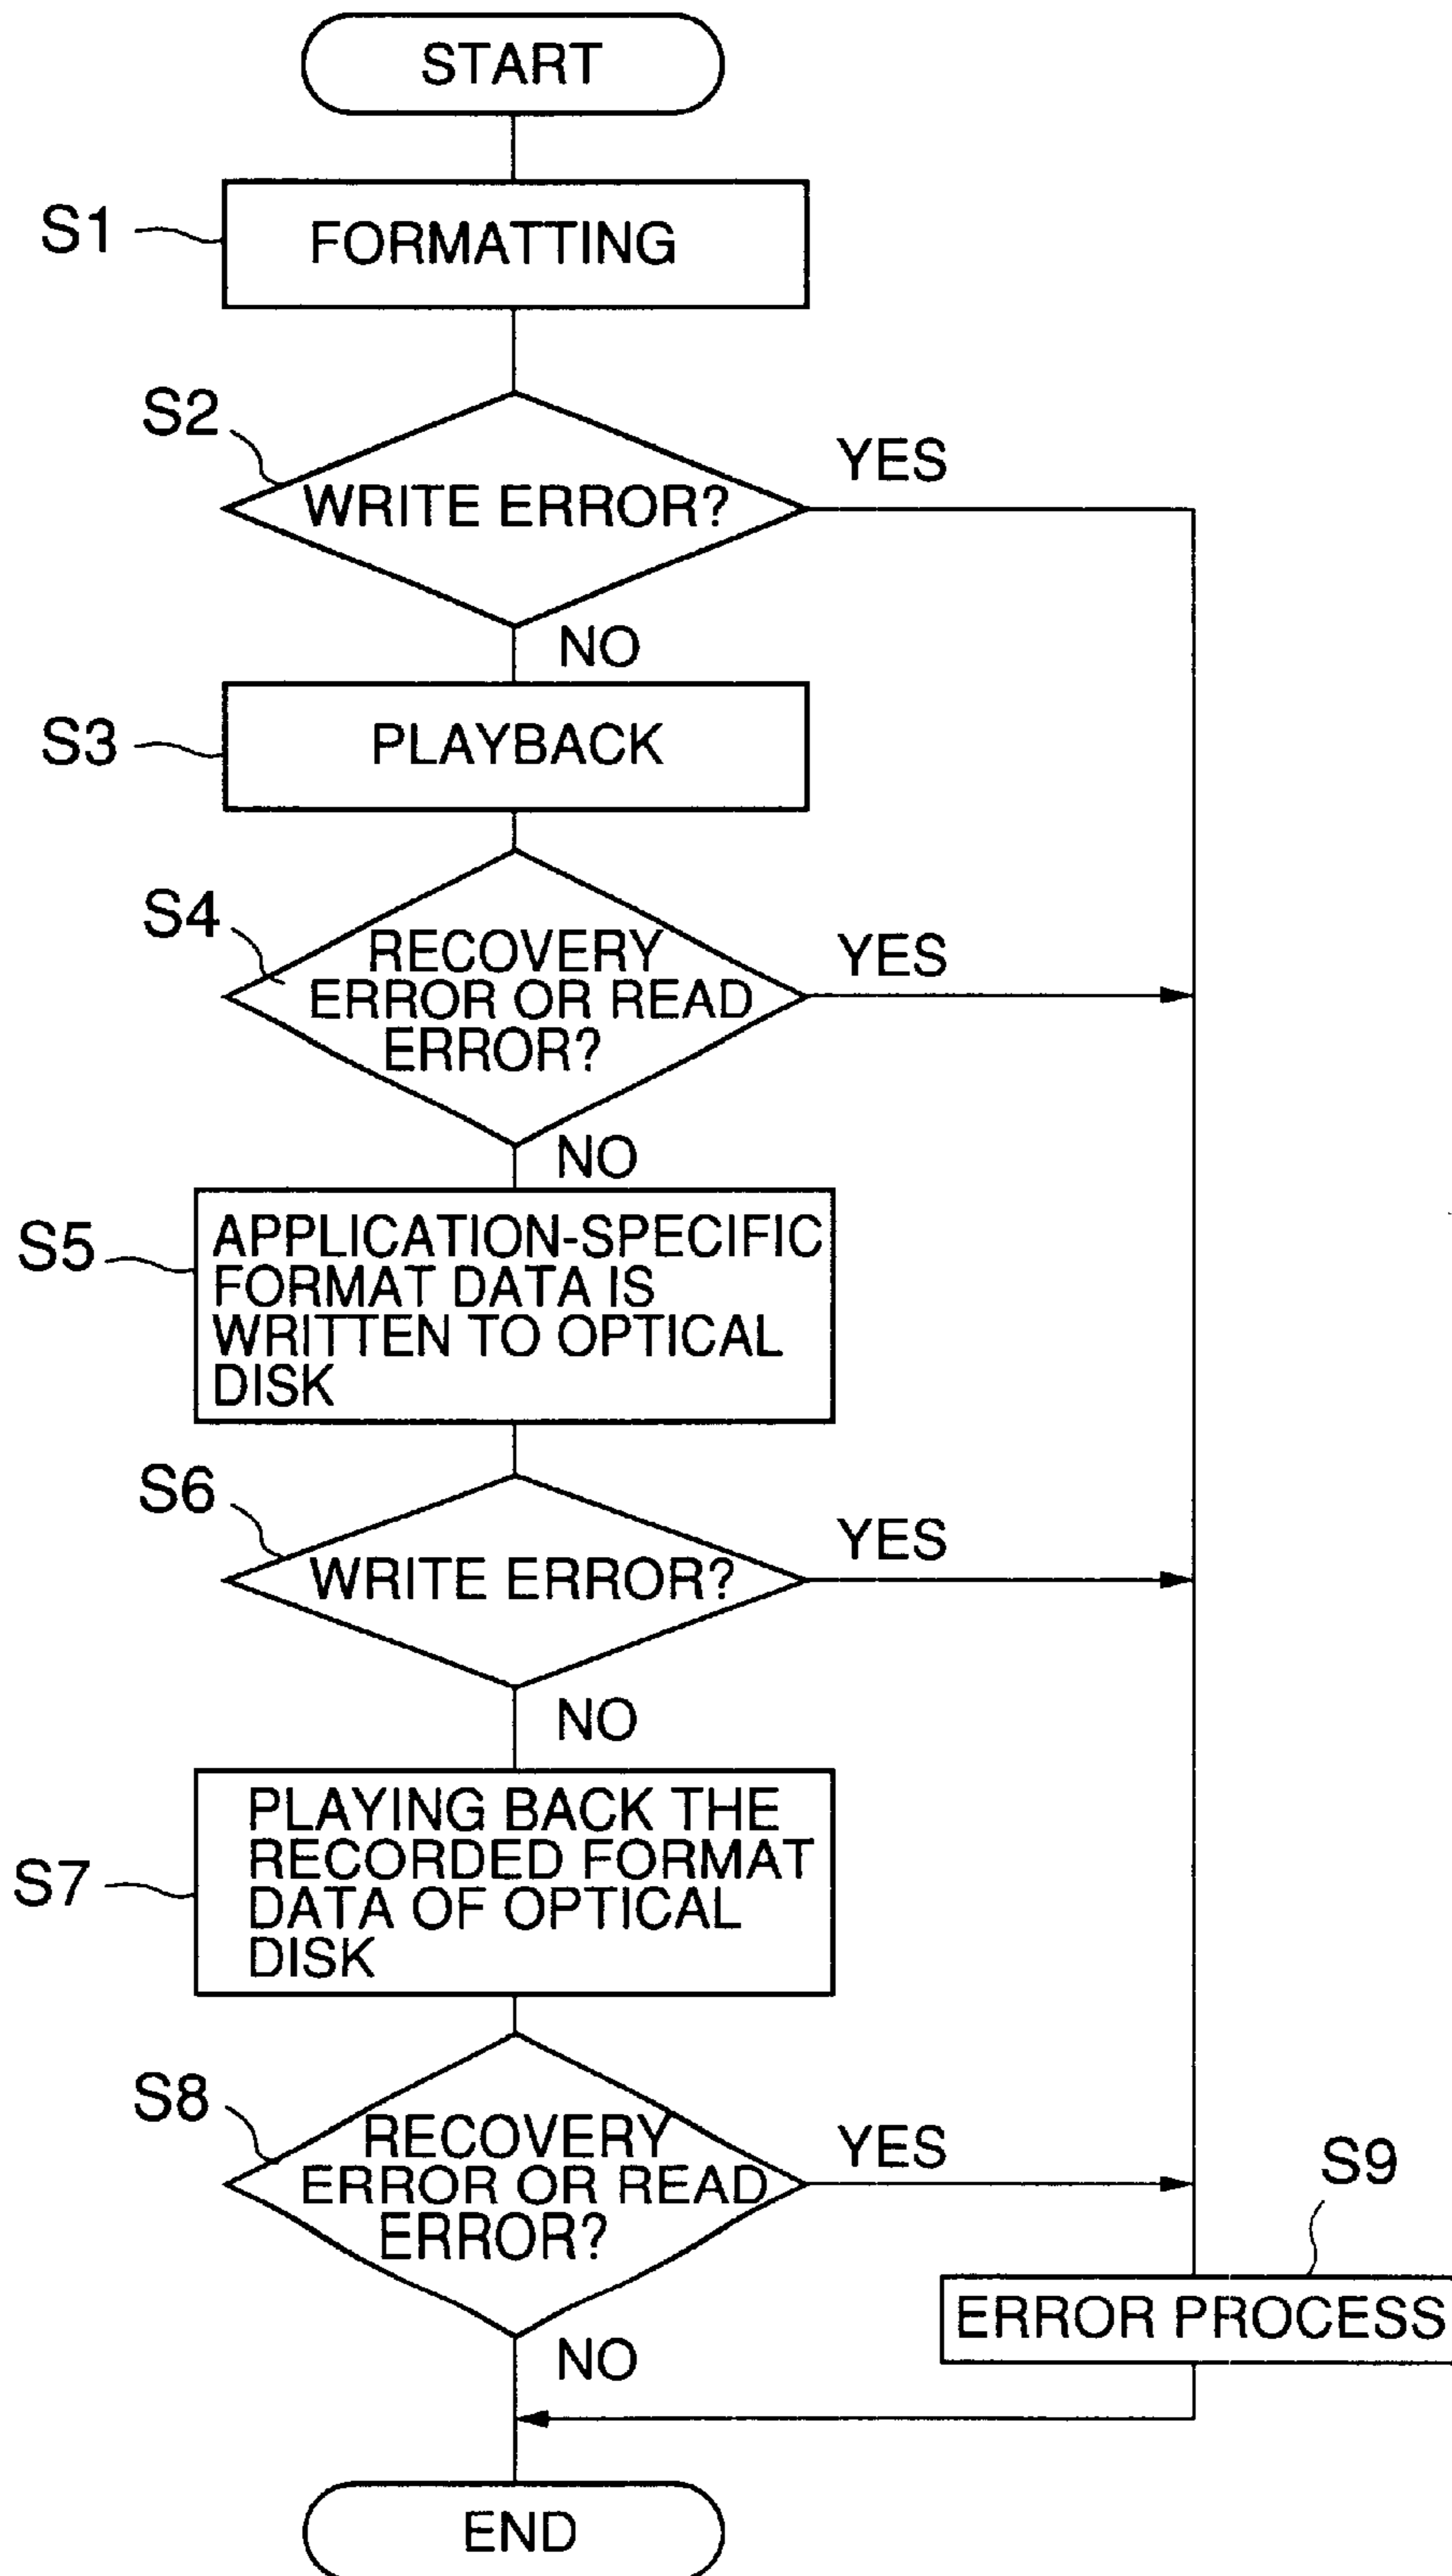 START
S1
FORMATTING
S2
WRITE ERROR?
YES
NO
S3
PLAYBACK
S4
RECOVERY
ERROR OR READ
ERROR?
YES
NO
S5
APPLICATION-SPECIFIC
FORMAT DATA IS
WRITTEN TO OPTICAL
DISK
S6
WRITE ERROR?
YES
NO
S7
PLAYING BACK THE
RECORDED FORMAT
DATA OF OPTICAL
DISK
S8
RECOVERY
ERROR OR READ
ERROR?
YES
NO
S9
ERROR PROCESS
END